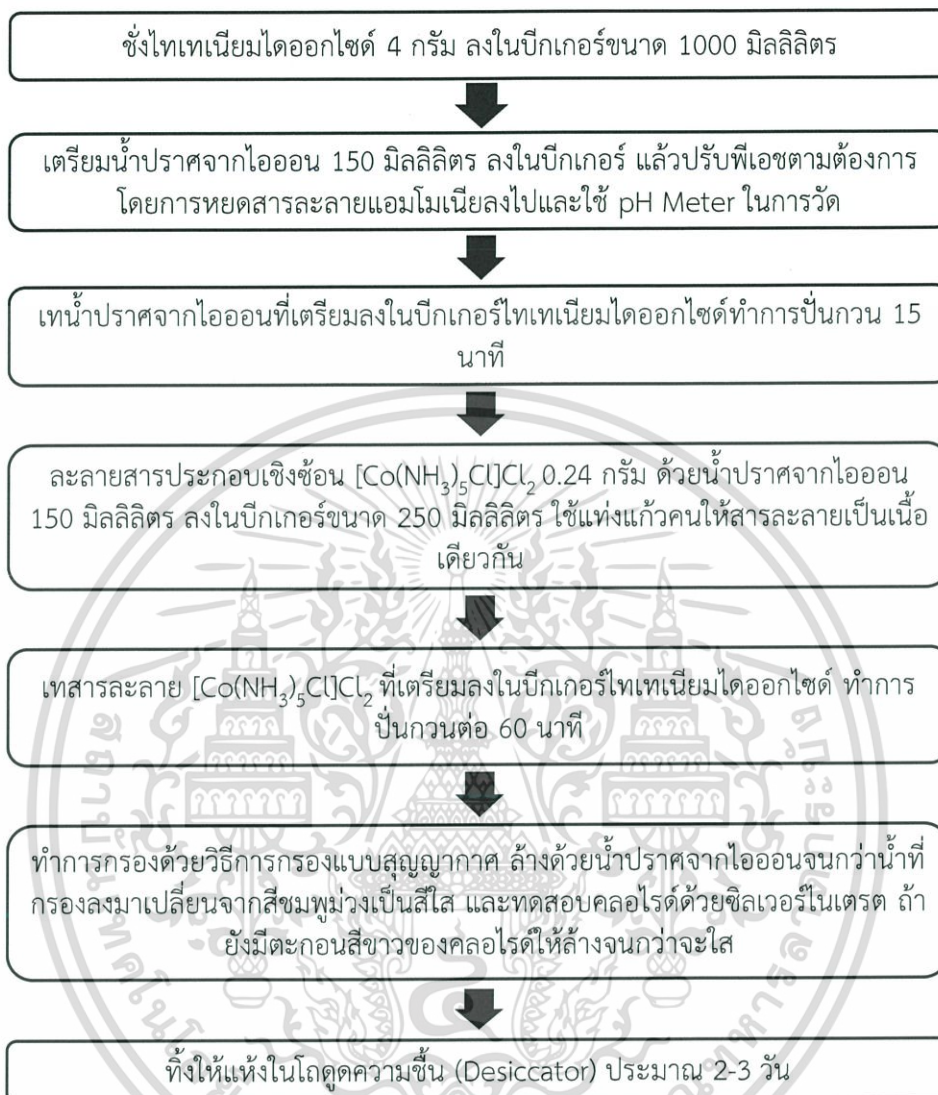 ชั่งไทเทเนียมไดออกไซด์ 4 กรัม ลงในบีกเกอร์ขนาด 1000 มิลลิลิตร
เตรียมน้ำปราศจากไอออน 150 มิลลิลิตร ลงในบีกเกอร์ แล้วปรับพีเอชตามต้องการ
โดยการหยดสารละลายแอมโมเนียลงไปและใช้ pH Meter ในการวัด
เทน้ำปราศจากไอออนที่เตรียมลงในบีกเกอร์ไทเทเนียมไดออกไซด์ทำการปั่นกวน 15
นาที
ละลายสารประกอบเชิงซ้อน [Co(NH₃)₅Cl]Cl₂ 0.24 กรัม ด้วยน้ำปราศจากไอออน
150 มิลลิลิตร ลงในบีกเกอร์ขนาด 250 มิลลิลิตร ใช้แท่งแก้วคนให้สารละลายเป็นเนื้อ
เดียวกัน
เทสารละลาย [Co(NH₃)₅Cl]Cl₂ ที่เตรียมลงในบีกเกอร์ไทเทเนียมไดออกไซด์ ทำการ
ปั่นกวนต่อ 60 นาที
ทำการกรองด้วยวิธีการกรองแบบสุญญากาศ ล้างด้วยน้ำปราศจากไอออนจนกว่าน้ำที่
กรองลงมาเปลี่ยนจากสีชมพูม่วงเป็นสีใส และทดสอบคลอไรด์ด้วยซิลเวอร์ไนเตรต ถ้า
ยังมีตะกอนสีขาวของคลอไรด์ให้ล้างจนกว่าจะใส
ทิ้งให้แห้งในโถดูดความชื้น (Desiccator) ประมาณ 2-3 วัน